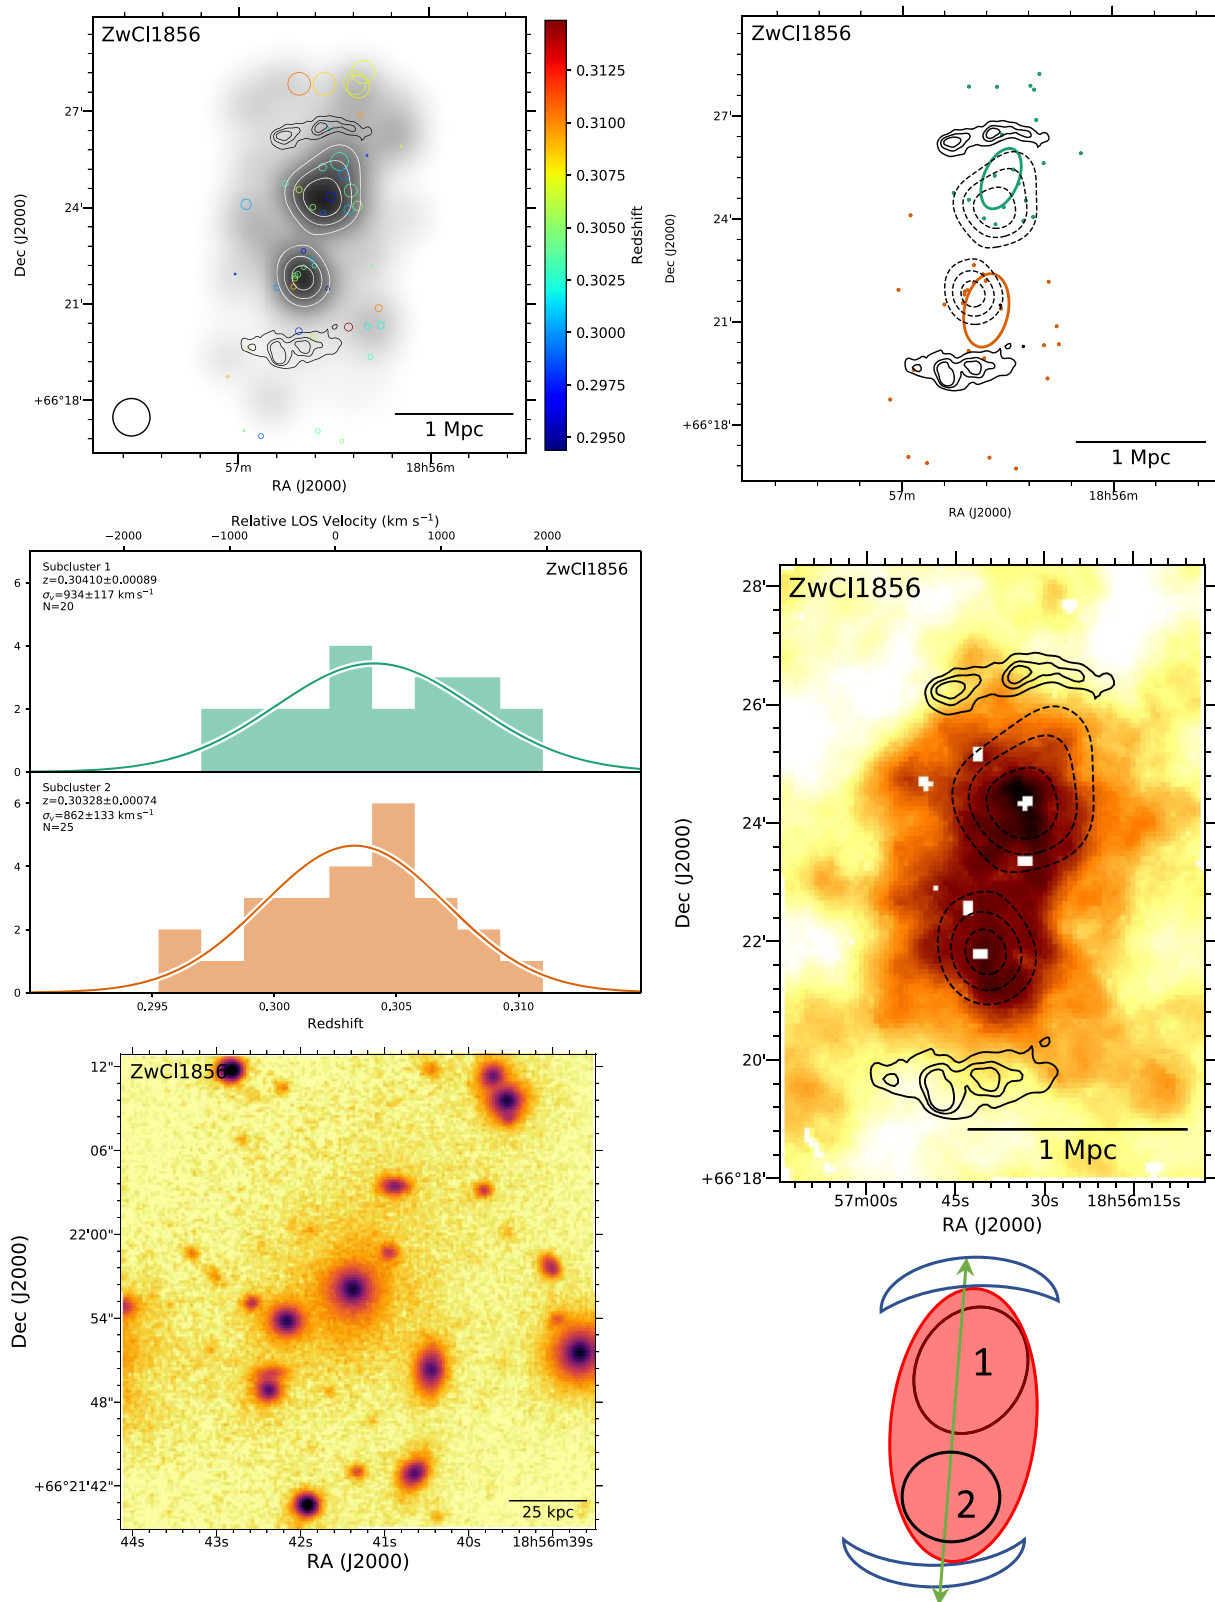 ZwCl1856
27'
24'
21'
+66°18'
Dec (J2000)
1 Mpc
57m
18h56m
RA (J2000)
0.3125
0.3100
0.3075
0.3050
0.3025
0.3000
0.2975
0.2950
Redshift
ZwCl1856
27'
24'
21'
+66°18'
Dec (J2000)
1 Mpc
57m
18h56m
RA (J2000)
Relative LOS Velocity (km s⁻¹)
−2000
−1000
0
1000
2000
Subcluster 1
z=0.30410±0.00089
σᵥ=934±117 km s⁻¹
N=20
ZwCl1856
6
4
2
0
Subcluster 2
z=0.30328±0.00074
σᵥ=862±133 km s⁻¹
N=25
6
4
2
0
0.295
0.300
0.305
0.310
Redshift
ZwCl1856
28'
26'
24'
22'
20'
+66°18'
Dec (J2000)
1 Mpc
57m00s
45s
30s
18h56m15s
RA (J2000)
ZwCl1856
12"
06"
22'00"
54"
48"
+66°21'42"
Dec (J2000)
25 kpc
44s
43s
42s
41s
40s
18h56m39s
RA (J2000)
1
2